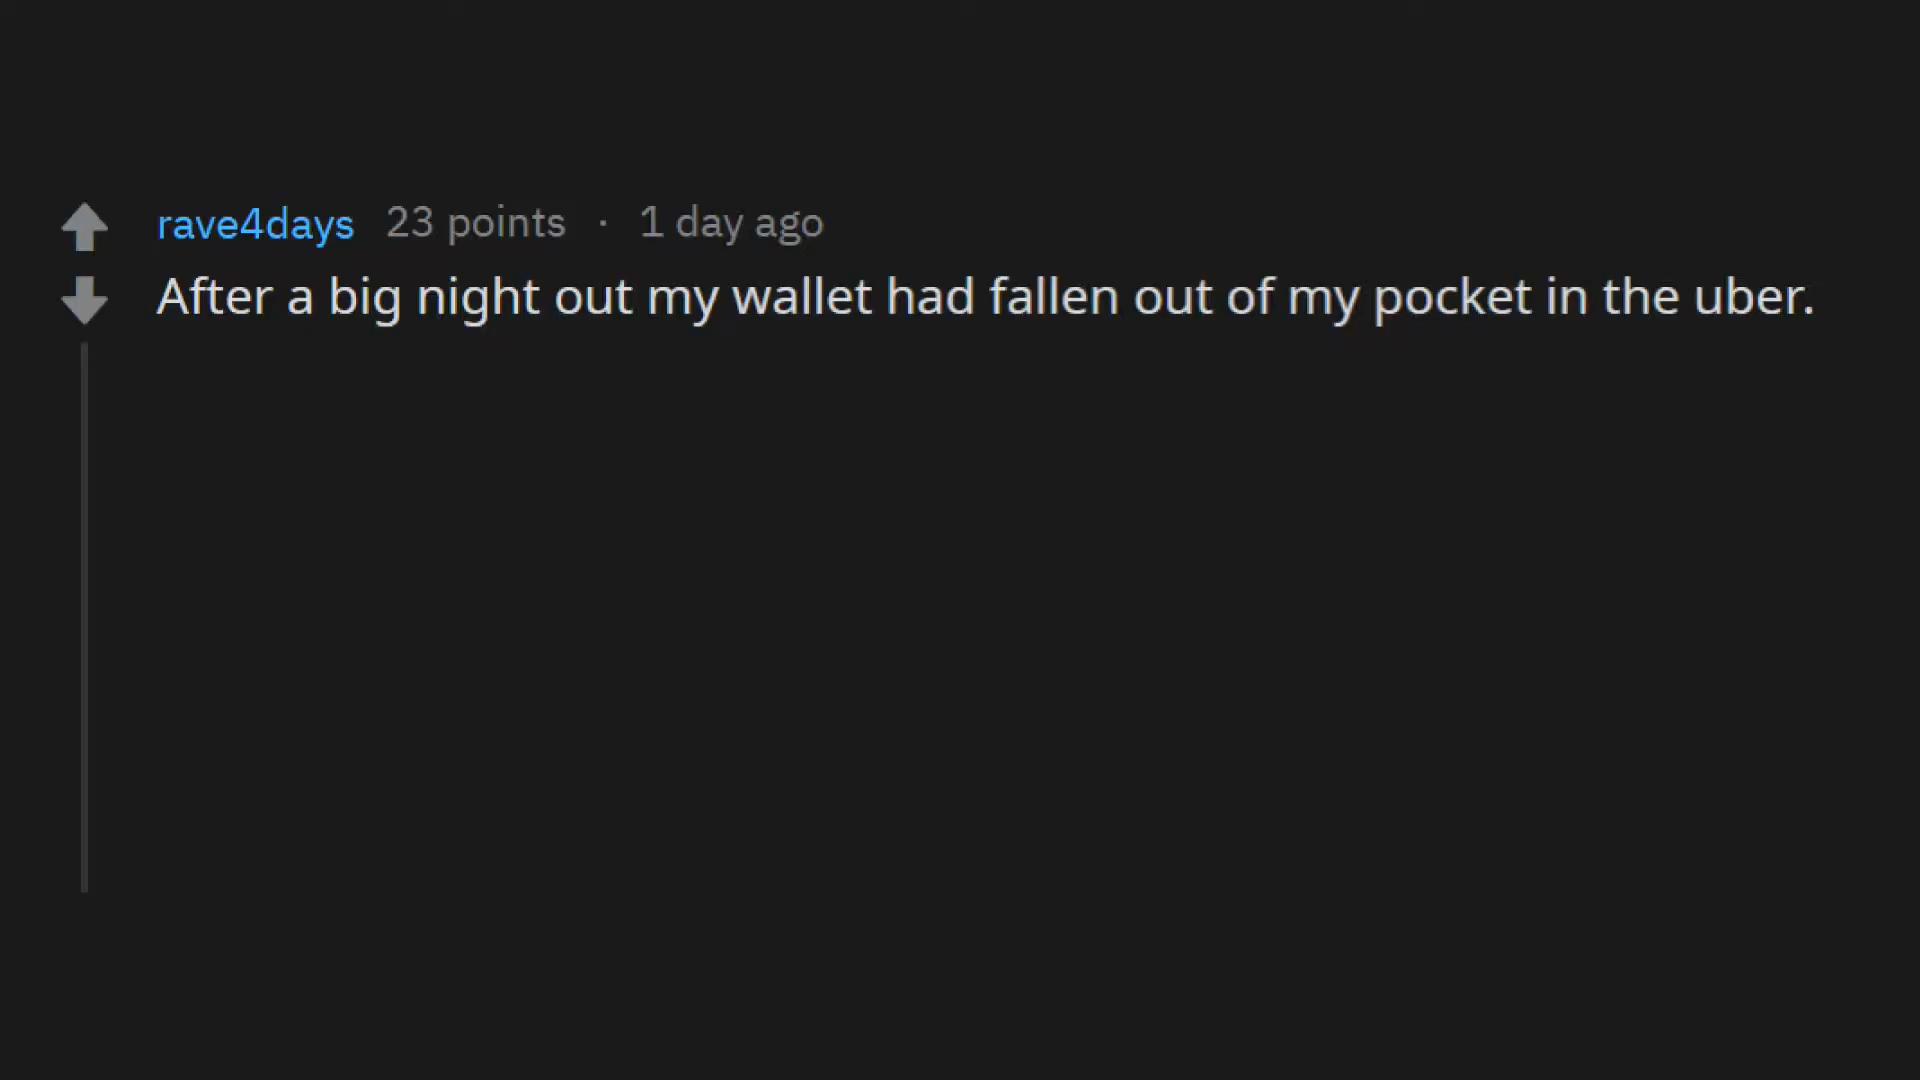 rave4days 23 points · 1 day ago
After a big night out my wallet had fallen out of my pocket in the uber.